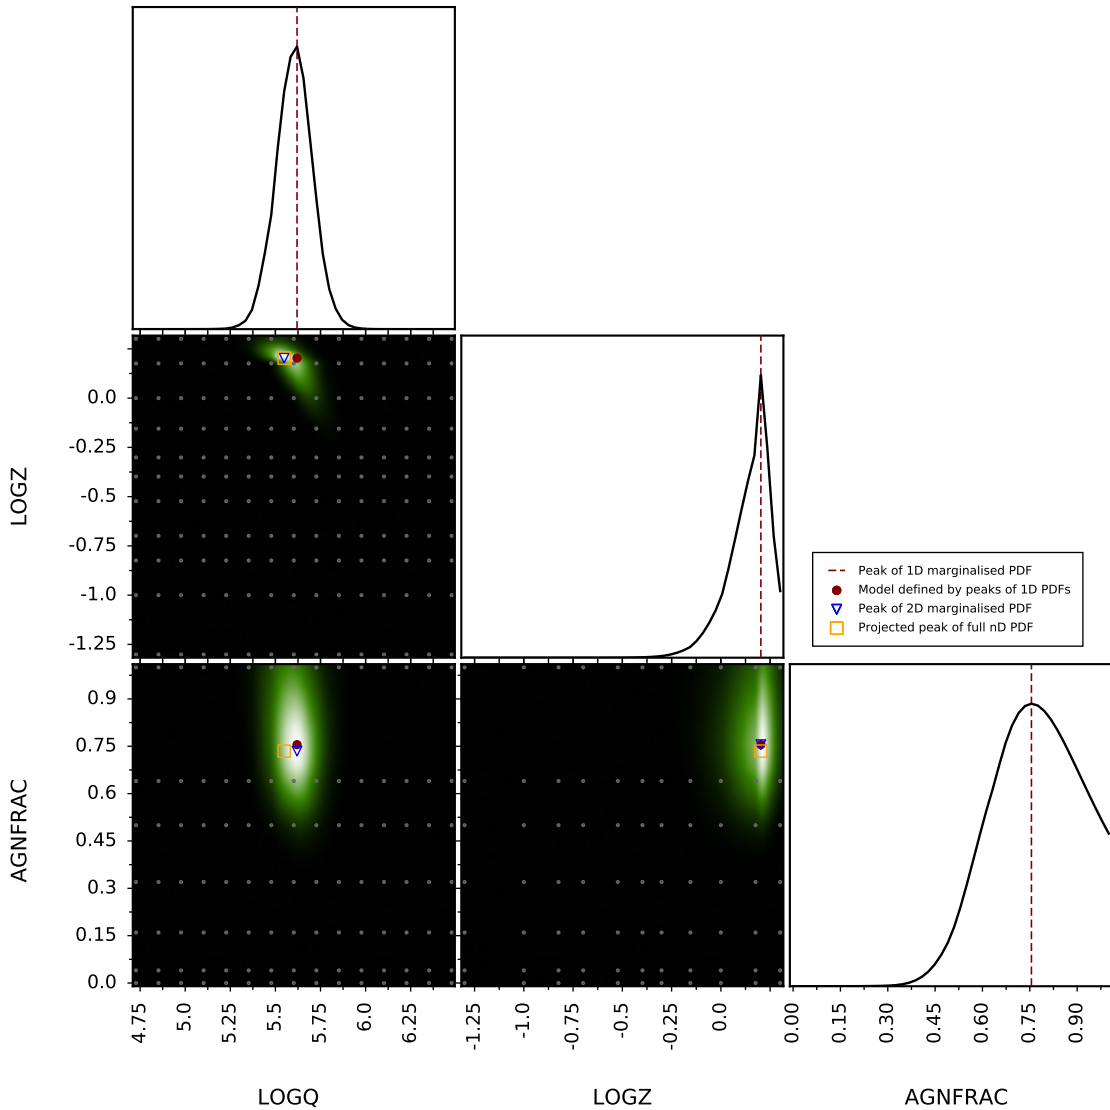 LOGZ
0.0
-0.25
-0.5
-0.75
-1.0
-1.25
Peak of 1D marginalised PDF
Model defined by peaks of 1D PDFs
Peak of 2D marginalised PDF
Projected peak of full nD PDF
AGNFRAC
0.9
0.75
0.6
0.45
0.3
0.15
0.0
4.75 5.0 5.25 5.5 5.75 6.0 6.25
-1.25 -1.0 -0.75 -0.5 -0.25 0.0
0.00 0.15 0.30 0.45 0.60 0.75 0.90
LOGQ LOGZ AGNFRAC